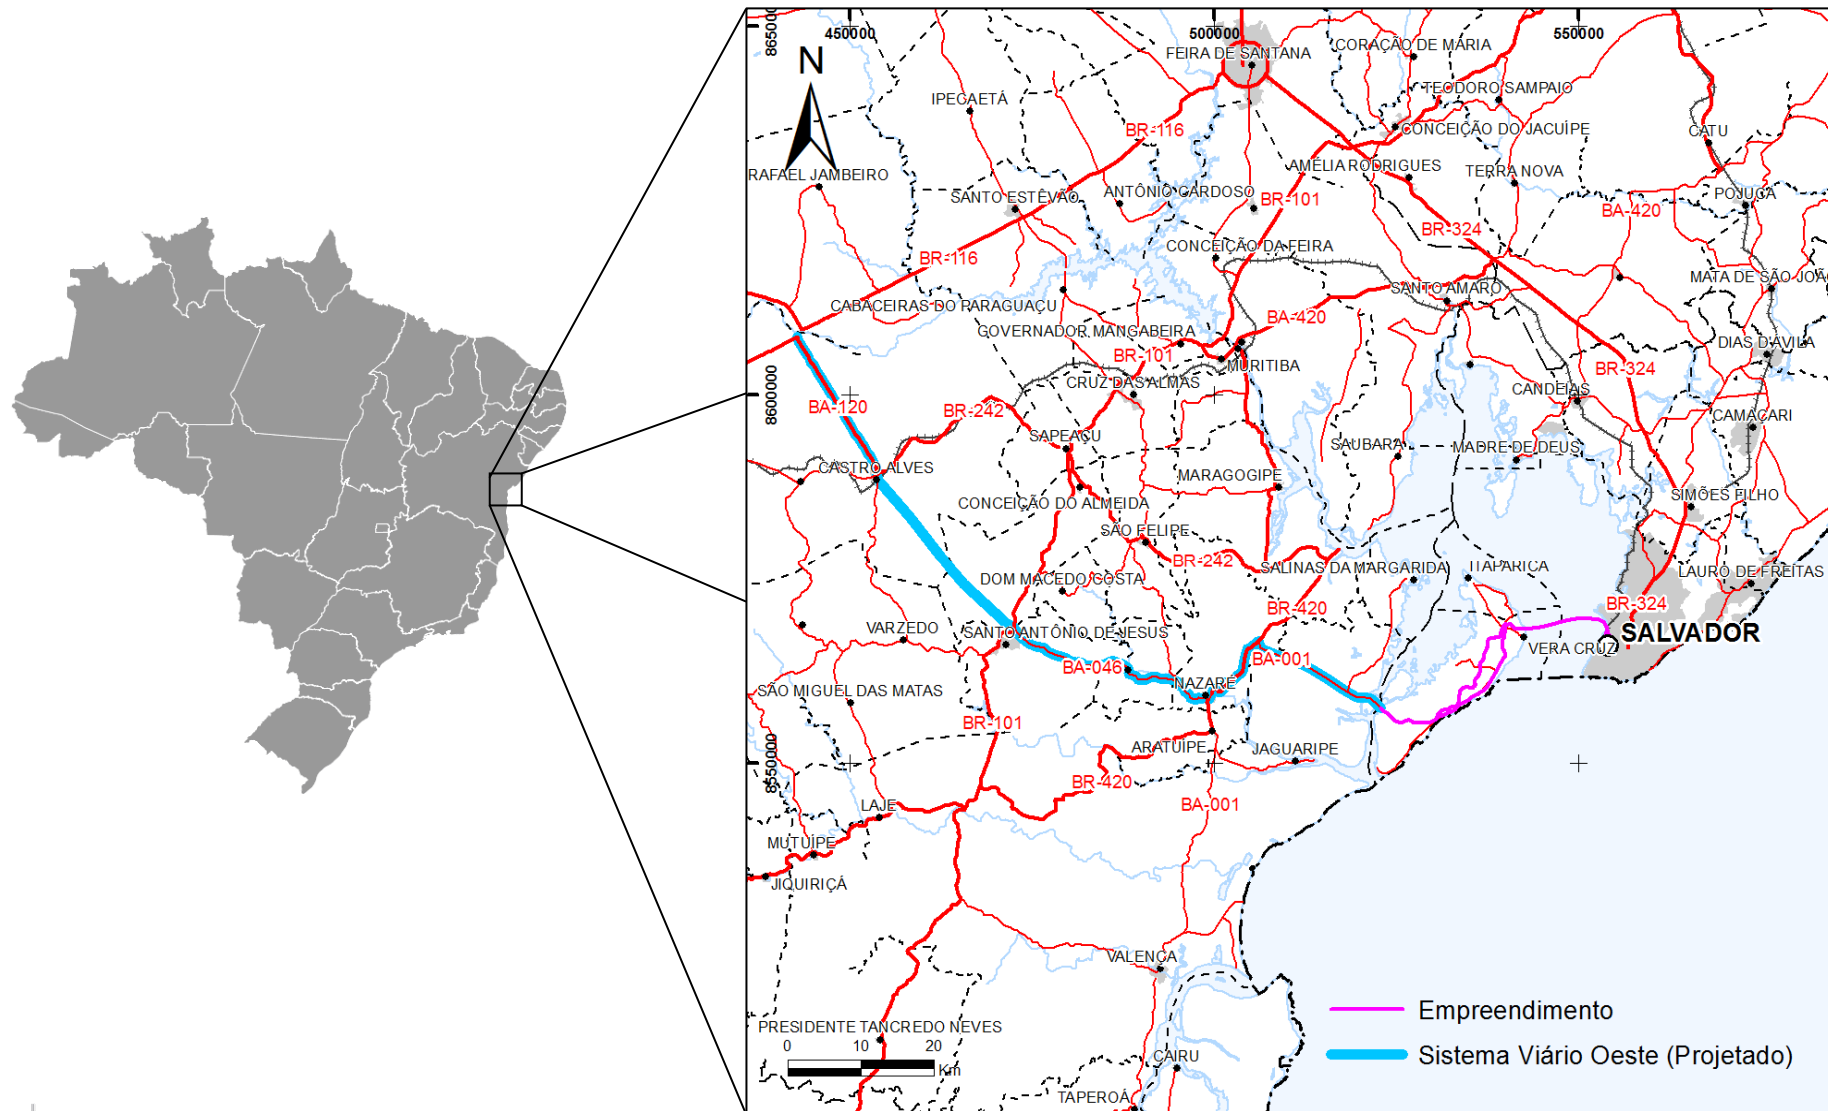 8650000
450000
500000
550000
N
FEIRA DE SANTANA
CORAÇÃO DE MARIA
IPECAETÁ
TEODORO SAMPAIO
BR-116
CONCEIÇÃO DO JACUÍPE
CATU
RAFAEL JAMBEIRO
AMÉLIA RODRIGUES
TERRA NOVA
SANTO ESTÊVÃO
ANTÔNIO CARDOSO
BR-101
POJUCA
BA-420
BR-324
CONCEIÇÃO DA FEIRA
BR-116
MATA DE SÃO JOÃO
SANTO AMARO
CABACEIRAS DO PARAGUAÇU
BA-420
GOVERNADOR MANGABEIRA
DIAS D'AVILA
BR-101
MURITIBA
BR-324
CRUZ DAS ALMAS
CANDEIAS
8600000
BA-120
BR-242
CAMAÇARI
SAPEAÇU
SAUBARA
MADRE DE DEUS
CASTRO ALVES
MARAGOGIPE
SIMÕES FILHO
CONCEIÇÃO DO ALMEIDA
SÃO FELIPE
BR-242
SALINAS DA MARGARIDA
ITAPARICA
LAURO DE FREITAS
DOM MACEDO COSTA
BR-420
BR-324
VARZEDO
SANTO ANTÔNIO DE JESUS
SALVADOR
VERA CRUZ
BA-001
BA-046
NAZARÉ
SÃO MIGUEL DAS MATAS
BR-101
ARATUIPE
JAGUARIPE
8550000
BR-420
BA-001
LAJE
MUTUÍPE
JIQUIRIÇÁ
VALENÇA
Empreendimento
PRESIDENTE TANCREDO NEVES
0 10 20
Km
CAIRU
Sistema Viário Oeste (Projetado)
TAPEROÁ